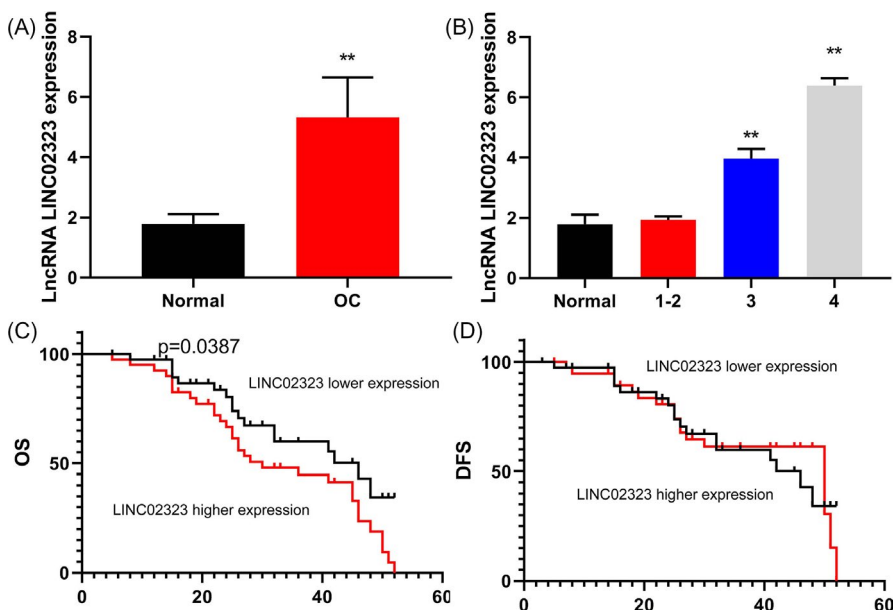 (A)
LncRNA LINC02323 expression
8
6
4
2
0
**
Normal
OC
(B)
LncRNA LINC02323 expression
8
6
4
2
0
**
**
Normal
1-2
3
4
(C)
OS
100
50
0
p=0.0387
LINC02323 lower expression
LINC02323 higher expression
0
20
40
60
(D)
DFS
100
50
0
LINC02323 lower expression
LINC02323 higher expression
0
20
40
60